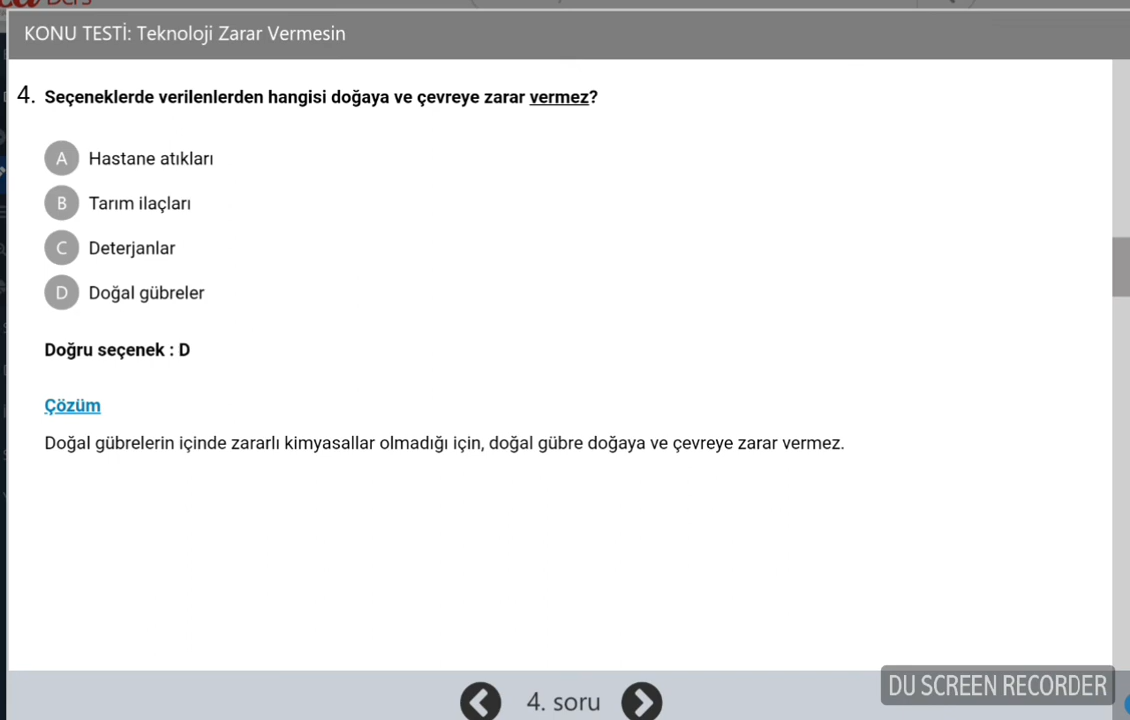 Ders
KONU TESTİ: Teknoloji Zarar Vermesin
4. Seçeneklerde verilenlerden hangisi doğaya ve çevreye zarar vermez?
A Hastane atıkları
B Tarım ilaçları
C Deterjanlar
D Doğal gübreler
Doğru seçenek : D
Çözüm
Doğal gübrelerin içinde zararlı kimyasallar olmadığı için, doğal gübre doğaya ve çevreye zarar vermez.
4. soru
DU SCREEN RECORDER